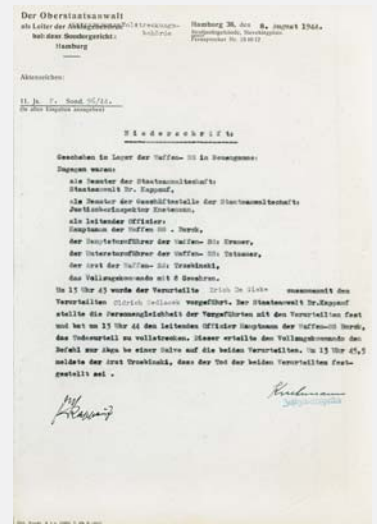 Der Oberstaatsanwalt
als Leiter der Vollstreckungs-
behörde
bei dem Sondergericht:
Hamburg
Hamburg 36, den 8. August 1944.
Aktenzeichen:
11. Js. P. Sond. 56/44.
(In allen Eingaben anzugeben)
Niederschrift:
Geschehen im Lager der Waffen-SS in Neuengamme:
Zugegen waren:
als Beamter der Staatsanwaltschaft:
Staatsanwalt Dr. Kappauf,
als Beamter der Geschäftsstelle der Staatsanwaltschaft:
Justizoberinspektor
als leitender Offizier:
Hauptmann der Waffen SS .
der Hauptsturmführer der Waffen- SS:
der Untersturmführer der Waffen- SS: Totzauer,
der Arzt der Waffen- SS: Trzebinski,
das Vollzugskommando mit 8 Gewehren.
Um 13 Uhr 43 wurde der Verurteilte Erich De zusammen mit dem
Verurteilten Oldrich Sedlacek vorgeführt. Der Staatsanwalt Dr.Kappauf
stellte die Personengleichheit der Vorgeführten mit den Verurteilten fest
und bat um 13 Uhr 44 den leitenden Offizier Hauptmann der Waffen-SS
das Todesurteil zu vollstrecken. Dieser erteilte dem Vollzugskommando den
Befehl zur Abga be einer Salve auf die beiden Verurteilten. Um 13 Uhr 45,5
meldete der Arzt Trzebinski, dass der Tod der beiden Verurteilten fest-
gestellt sei .
Kappauf